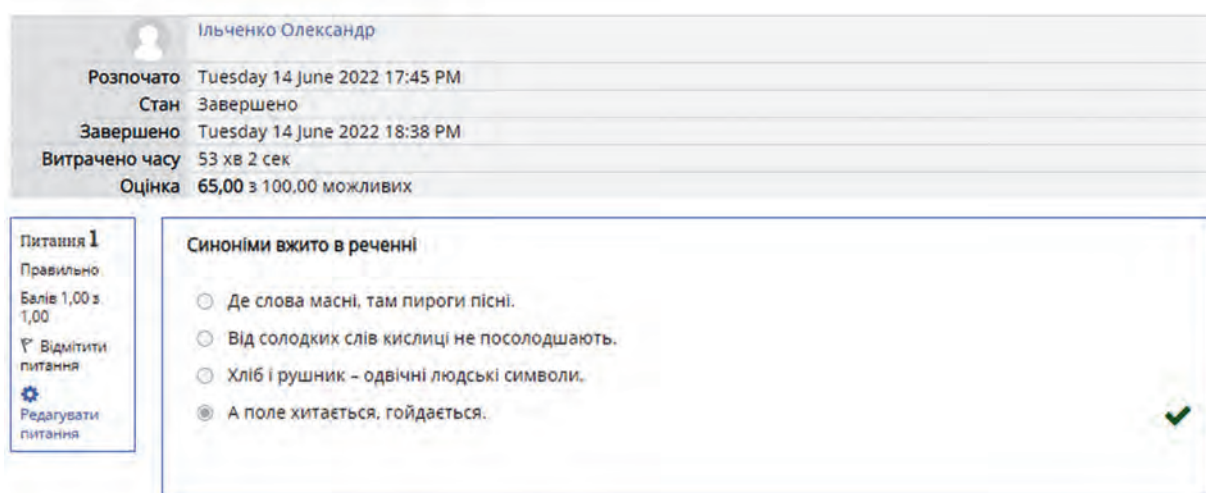 Ільченко Олександр
Розпочато Tuesday 14 June 2022 17:45 PM
Стан Завершено
Завершено Tuesday 14 June 2022 18:38 PM
Витрачено часу 53 хв 2 сек
Оцінка 65,00 з 100,00 можливих
Питання 1
Правильно
Балів 1,00 з
1,00
Відмітити
питання
Редагувати
питання
Синоніми вжито в реченні
Де слова масні, там пироги пісні.
Від солодких слів кислиці не посолодшають.
Хліб і рушник – одвічні людські символи.
А поле хитається, гойдається.